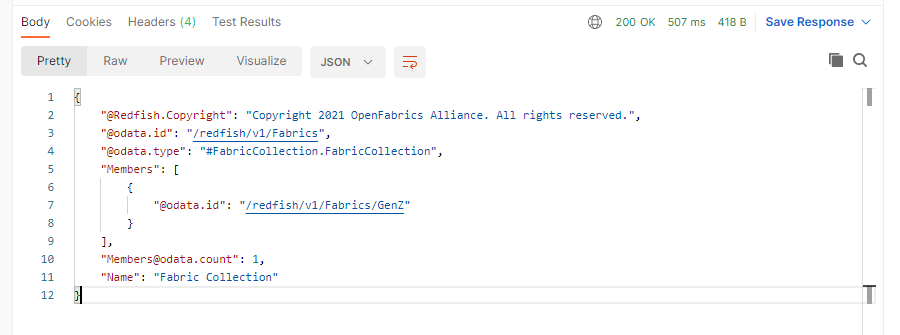 Body Cookies Headers (4) Test Results 200 OK 507 ms 418 B Save Response
Pretty Raw Preview Visualize JSON
1 {
2 "@Redfish.Copyright": "Copyright 2021 OpenFabrics Alliance. All rights reserved.",
3 "@odata.id": "/redfish/v1/Fabrics",
4 "@odata.type": "#FabricCollection.FabricCollection",
5 "Members": [
6 {
7 "@odata.id": "/redfish/v1/Fabrics/GenZ"
8 }
9 ],
10 "Members@odata.count": 1,
11 "Name": "Fabric Collection"
12 }